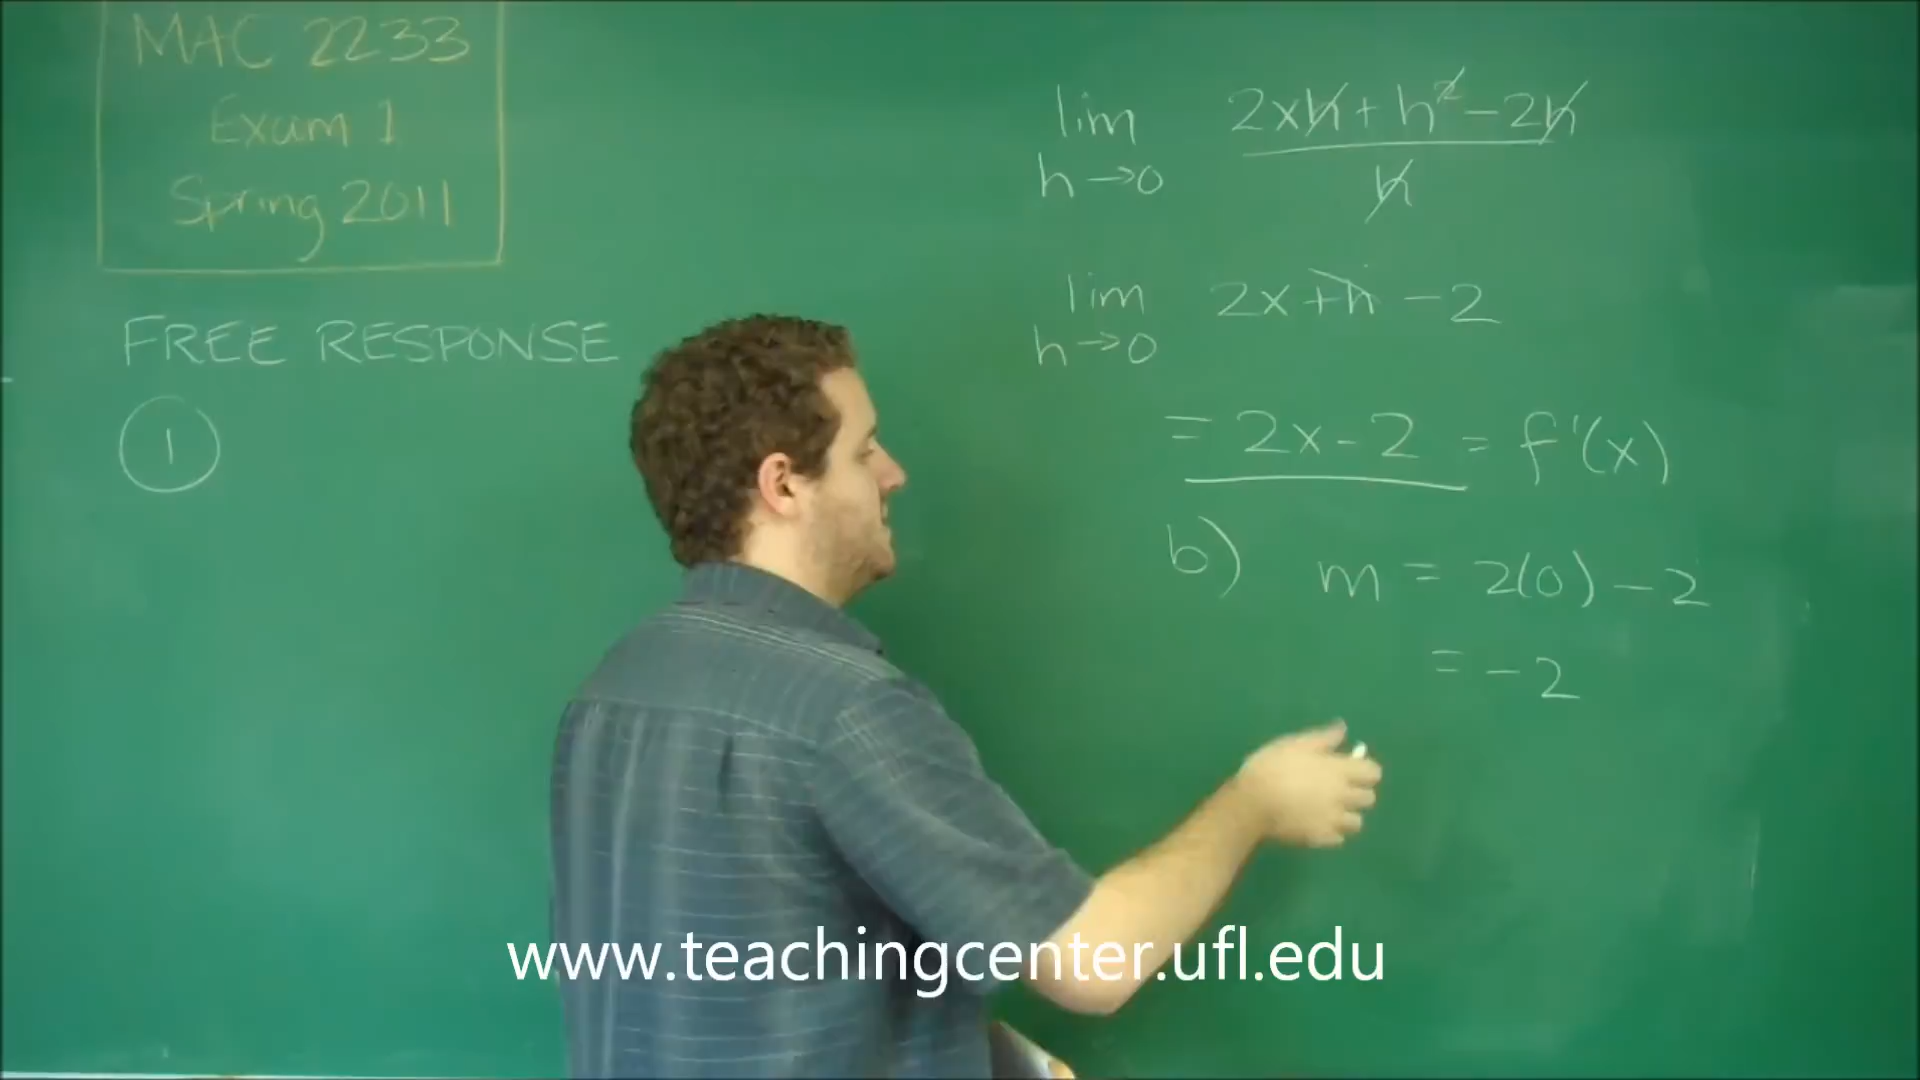 MAC 2233
Exam 1
Spring 2011
FREE RESPONSE
1
lim 2xh + h² - 2h
h→0 h
lim 2x + h - 2
h→0
= 2x - 2 = f'(x)
b) m = 2(0) - 2
= -2
www.teachingcenter.ufl.edu